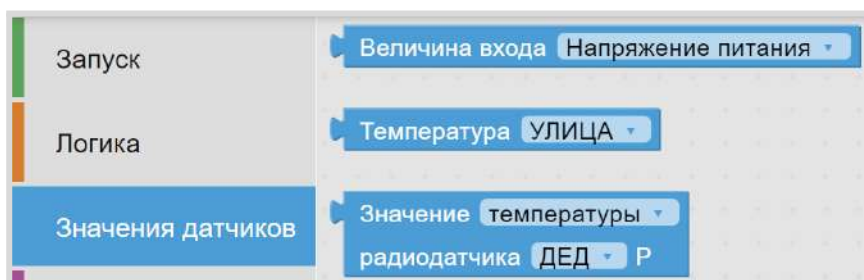 Запуск
Логика
Значения датчиков
Величина входа Напряжение питания
Температура УЛИЦА
Значение температуры
радиодатчика ДЕД Р